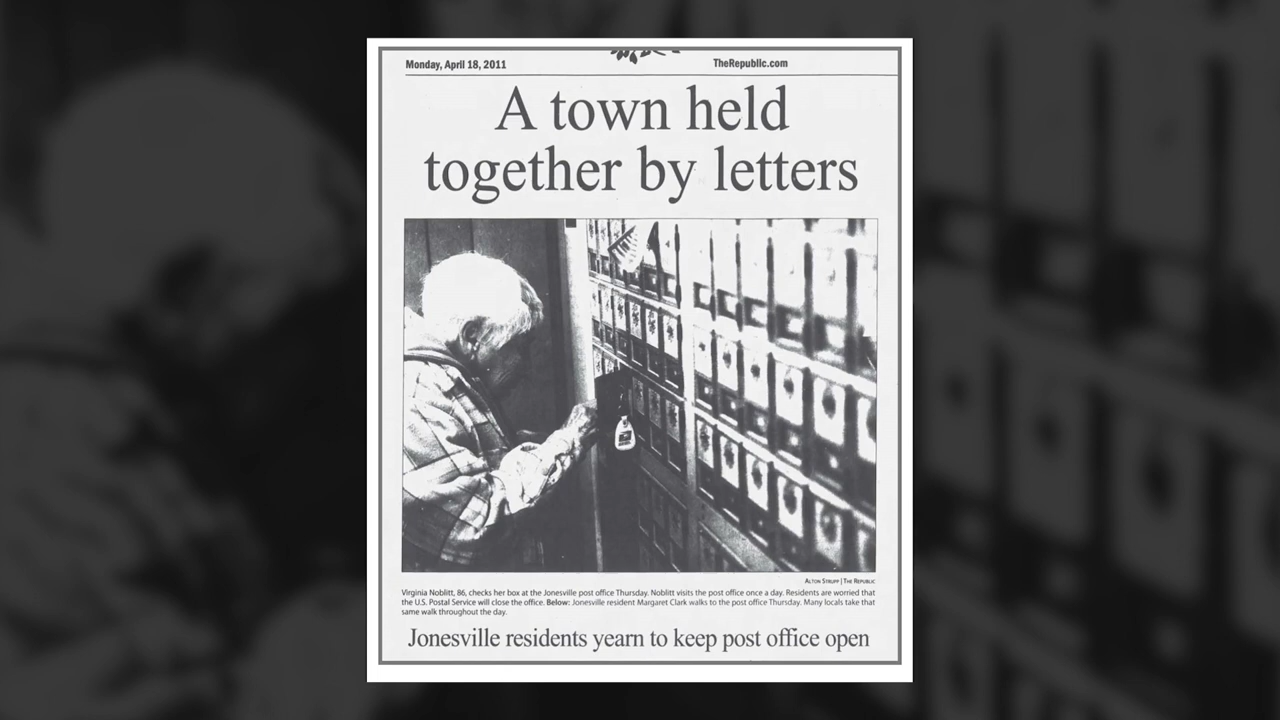 Monday, April 18, 2011
TheRepublic.com
A town held
together by letters
ALTON STRUPP | THE REPUBLIC
Virginia Noblitt, 86, checks her box at the Jonesville post office Thursday. Noblitt visits the post office once a day. Residents are worried that
the U.S. Postal Service will close the office. Below: Jonesville resident Margaret Clark walks to the post office Thursday. Many locals take that
same walk throughout the day.
Jonesville residents yearn to keep post office open